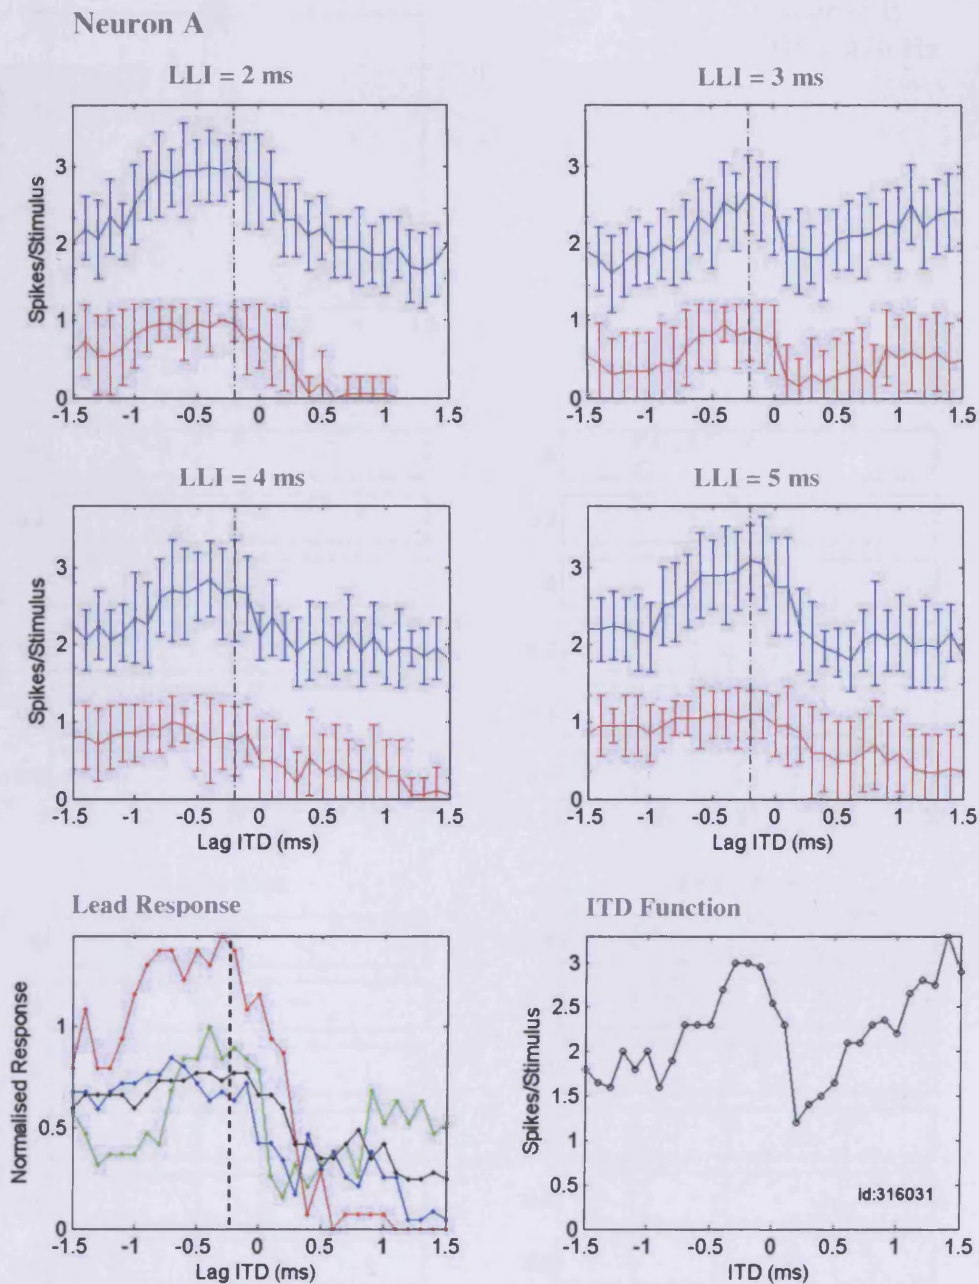 Neuron A
LLI = 2 ms
LLI = 3 ms
Spikes/Stimulus
3
2
1
0
-1.5 -1 -0.5 0 0.5 1 1.5
3
2
1
0
-1.5 -1 -0.5 0 0.5 1 1.5
LLI = 4 ms
LLI = 5 ms
Spikes/Stimulus
3
2
1
0
-1.5 -1 -0.5 0 0.5 1 1.5
Lag ITD (ms)
3
2
1
0
-1.5 -1 -0.5 0 0.5 1 1.5
Lag ITD (ms)
Lead Response
ITD Function
Normalised Response
1
0.5
0
-1.5 -1 -0.5 0 0.5 1 1.5
Lag ITD (ms)
Spikes/Stimulus
3
2.5
2
1.5
1
0.5
0
Id:316031
-1.5 -1 -0.5 0 0.5 1 1.5
ITD (ms)